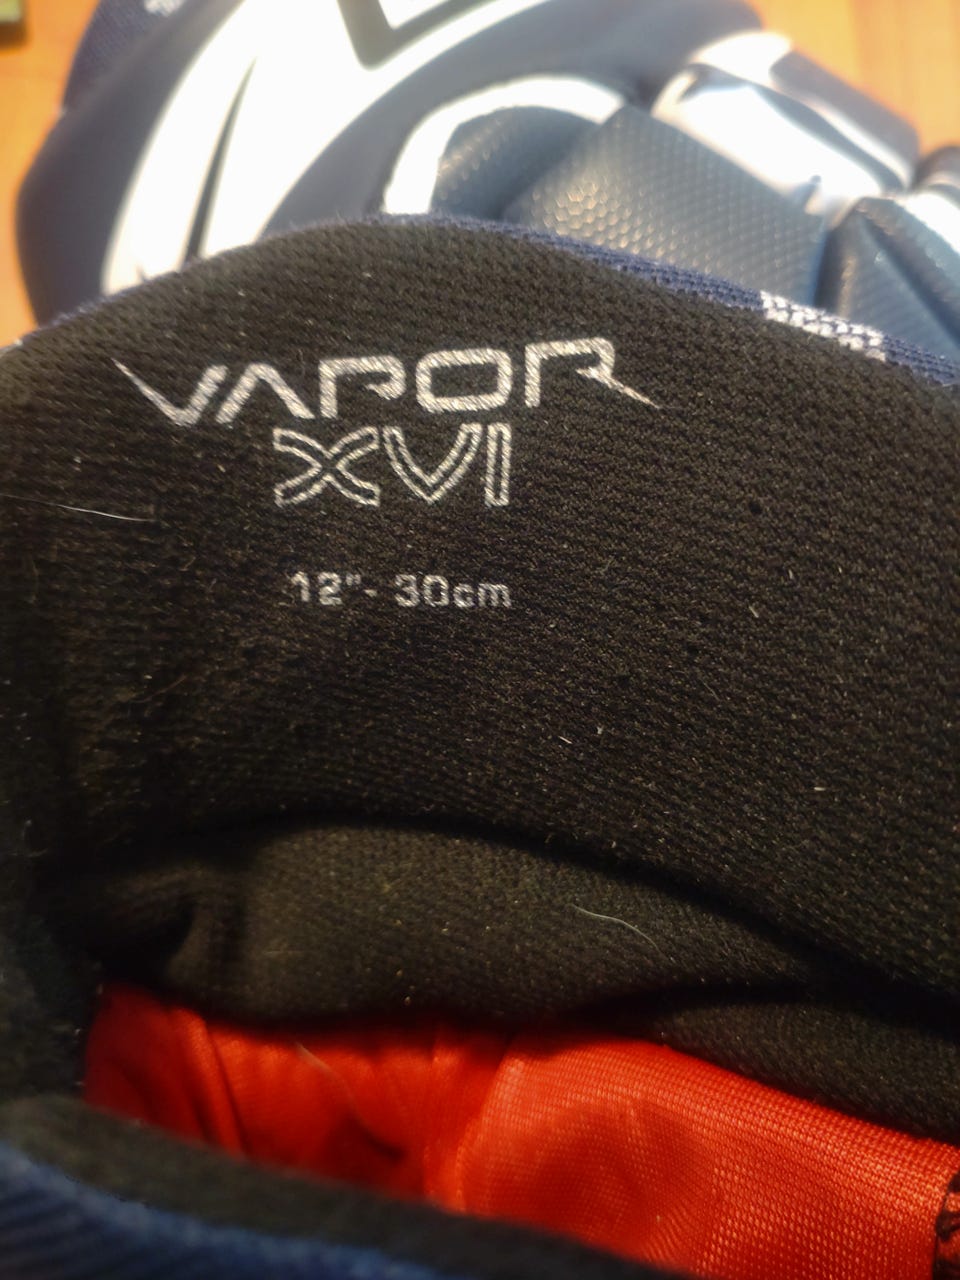 VAPOR
XVI
12"- 30cm